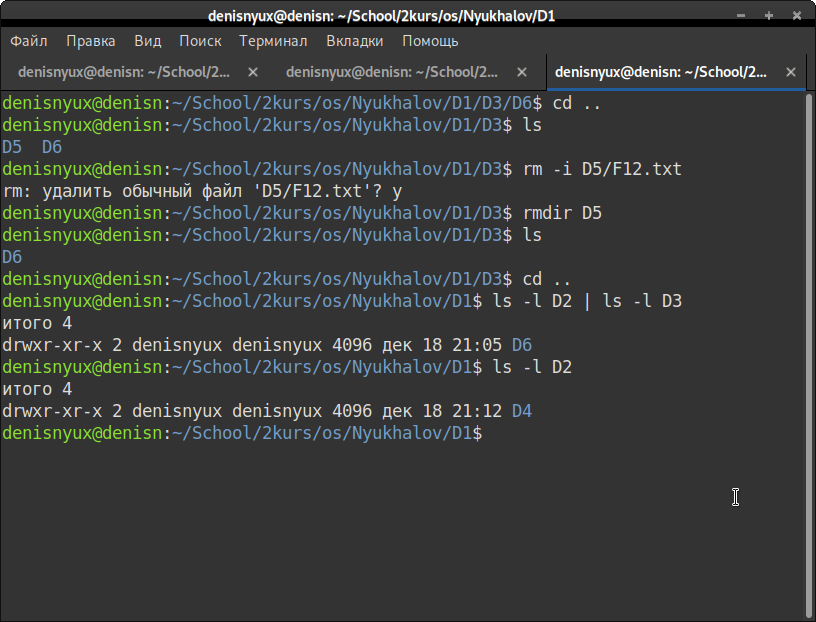 denisnyux@denisn: ~/School/2kurs/os/Nyukhalov/D1
Файл Правка Вид Поиск Терминал Вкладки Помощь
denisnyux@denisn: ~/School/2... denisnyux@denisn: ~/School/2... denisnyux@denisn: ~/School/2...
denisnyux@denisn:~/School/2kurs/os/Nyukhalov/D1/D3/D6$ cd ..
denisnyux@denisn:~/School/2kurs/os/Nyukhalov/D1/D3$ ls
D5  D6
denisnyux@denisn:~/School/2kurs/os/Nyukhalov/D1/D3$ rm -i D5/F12.txt
rm: удалить обычный файл 'D5/F12.txt'? y
denisnyux@denisn:~/School/2kurs/os/Nyukhalov/D1/D3$ rmdir D5
denisnyux@denisn:~/School/2kurs/os/Nyukhalov/D1/D3$ ls
D6
denisnyux@denisn:~/School/2kurs/os/Nyukhalov/D1/D3$ cd ..
denisnyux@denisn:~/School/2kurs/os/Nyukhalov/D1$ ls -l D2 | ls -l D3
итого 4
drwxr-xr-x 2 denisnyux denisnyux 4096 дек 18 21:05 D6
denisnyux@denisn:~/School/2kurs/os/Nyukhalov/D1$ ls -l D2
итого 4
drwxr-xr-x 2 denisnyux denisnyux 4096 дек 18 21:12 D4
denisnyux@denisn:~/School/2kurs/os/Nyukhalov/D1$